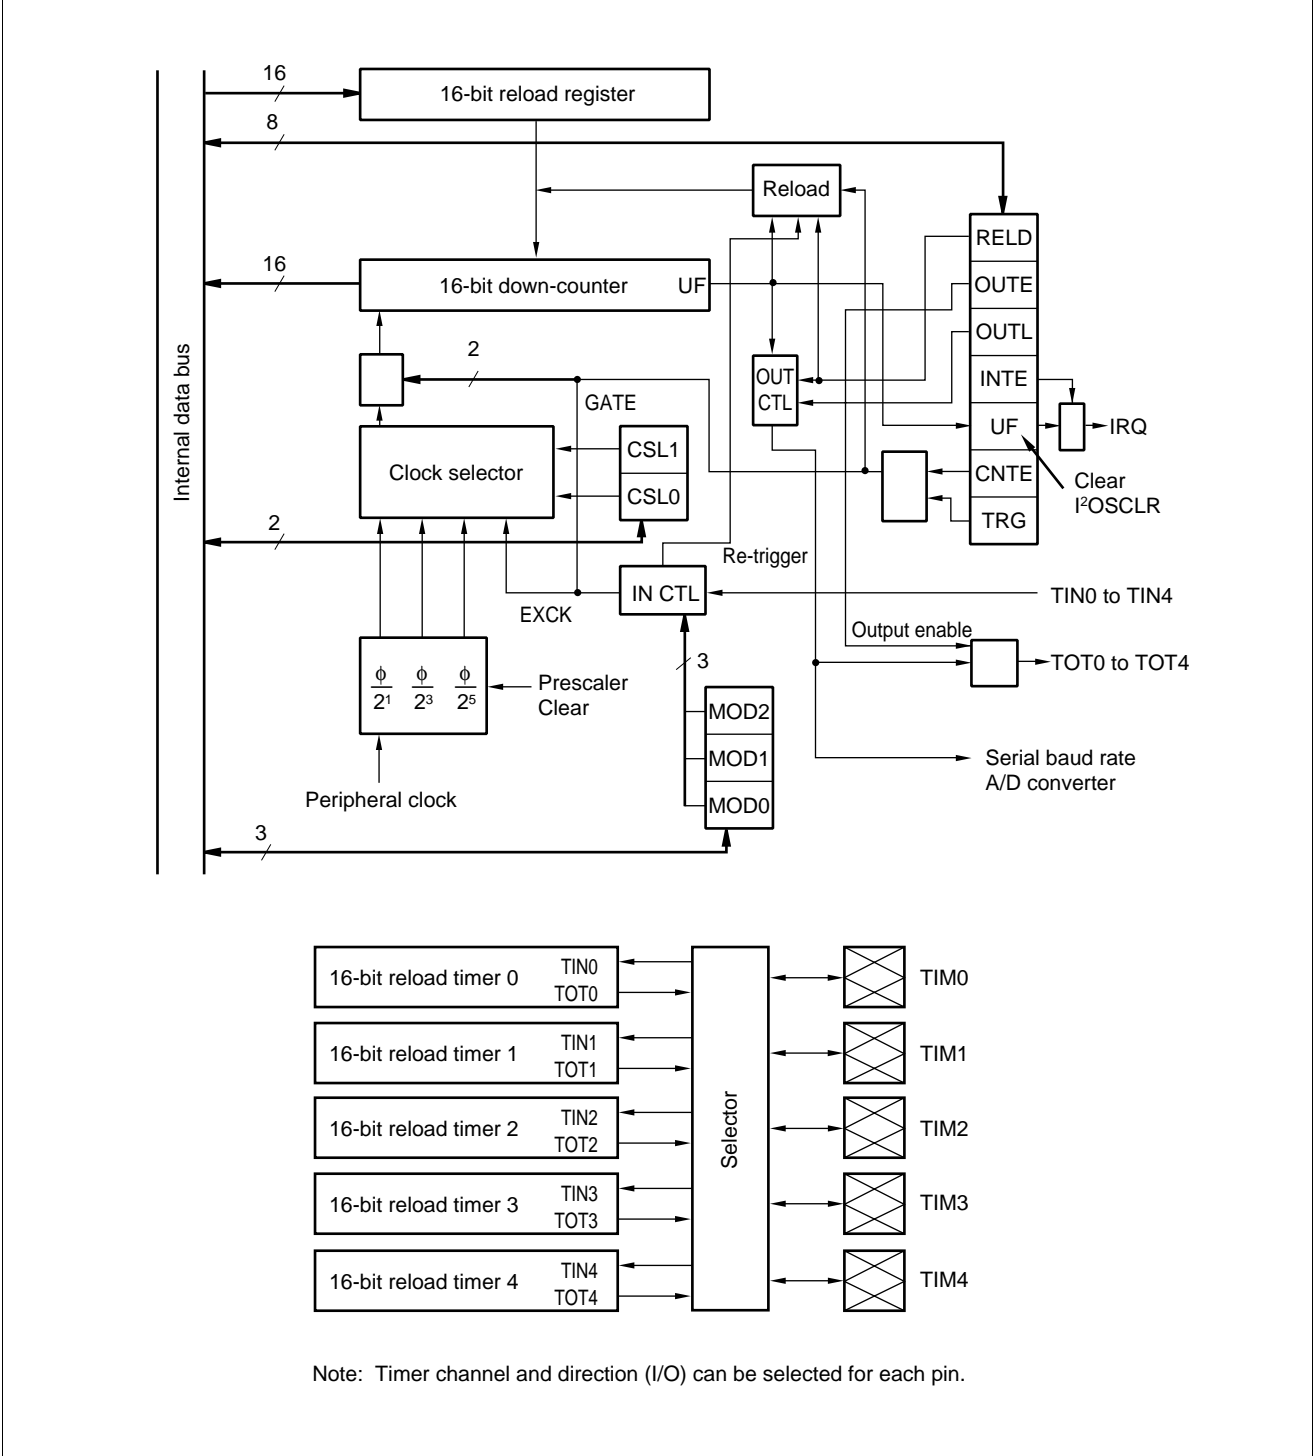 16
16-bit reload register
8
Reload
RELD
16
16-bit down-counter UF
OUTE
OUTL
2
OUT
CTL
INTE
GATE
UF
IRQ
Internal data bus
Clock selector
CSL1
CSL0
CNTE
Clear
I²OSCLR
TRG
2
Re-trigger
IN CTL
TIN0 to TIN4
EXCK
Output enable
3
TOT0 to TOT4
ϕ
2¹
ϕ
2³
ϕ
2⁵
Prescaler
Clear
MOD2
MOD1
MOD0
Serial baud rate
A/D converter
Peripheral clock
3
16-bit reload timer 0
TIN0
TOT0
TIM0
16-bit reload timer 1
TIN1
TOT1
TIM1
Selector
16-bit reload timer 2
TIN2
TOT2
TIM2
16-bit reload timer 3
TIN3
TOT3
TIM3
16-bit reload timer 4
TIN4
TOT4
TIM4
Note: Timer channel and direction (I/O) can be selected for each pin.